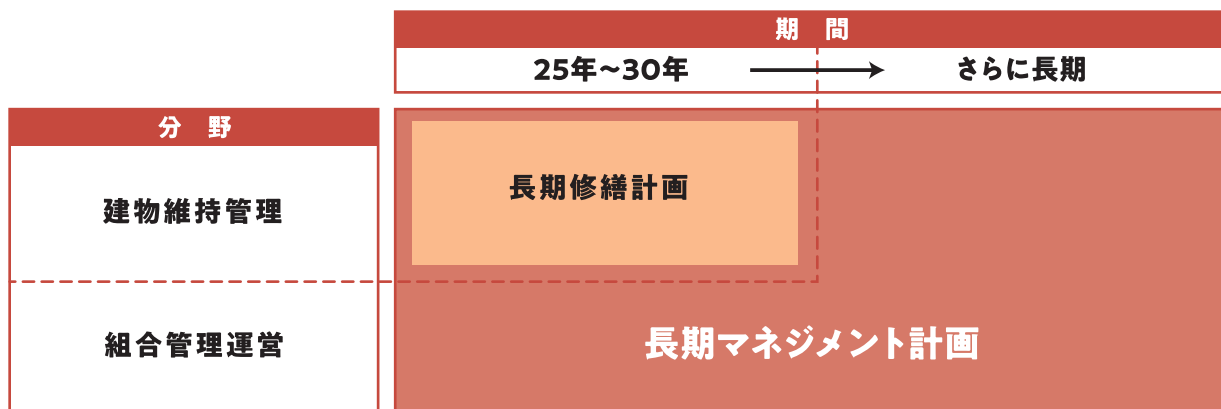 期　間
25年～30年
さらに長期
分　野
建物維持管理
長期修繕計画
組合管理運営
長期マネジメント計画